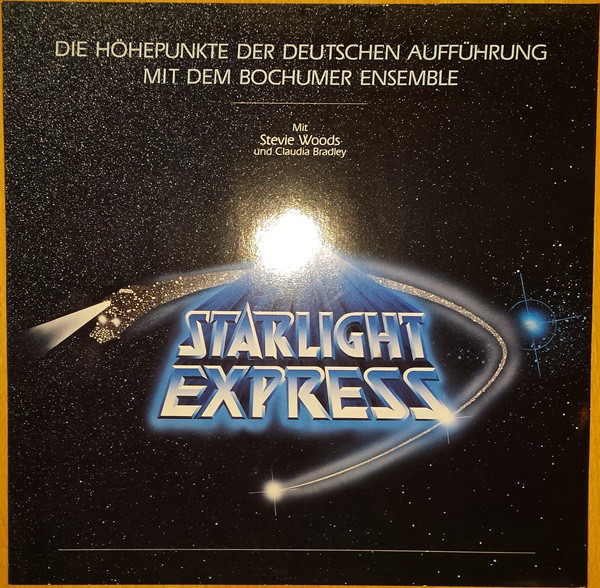 DIE HÖHEPUNKTE DER DEUTSCHEN AUFFÜHRUNG
MIT DEM BOCHUMER ENSEMBLE
Mit
Stevie Woods
und Claudia Bradley
STARLIGHT
EXPRESS